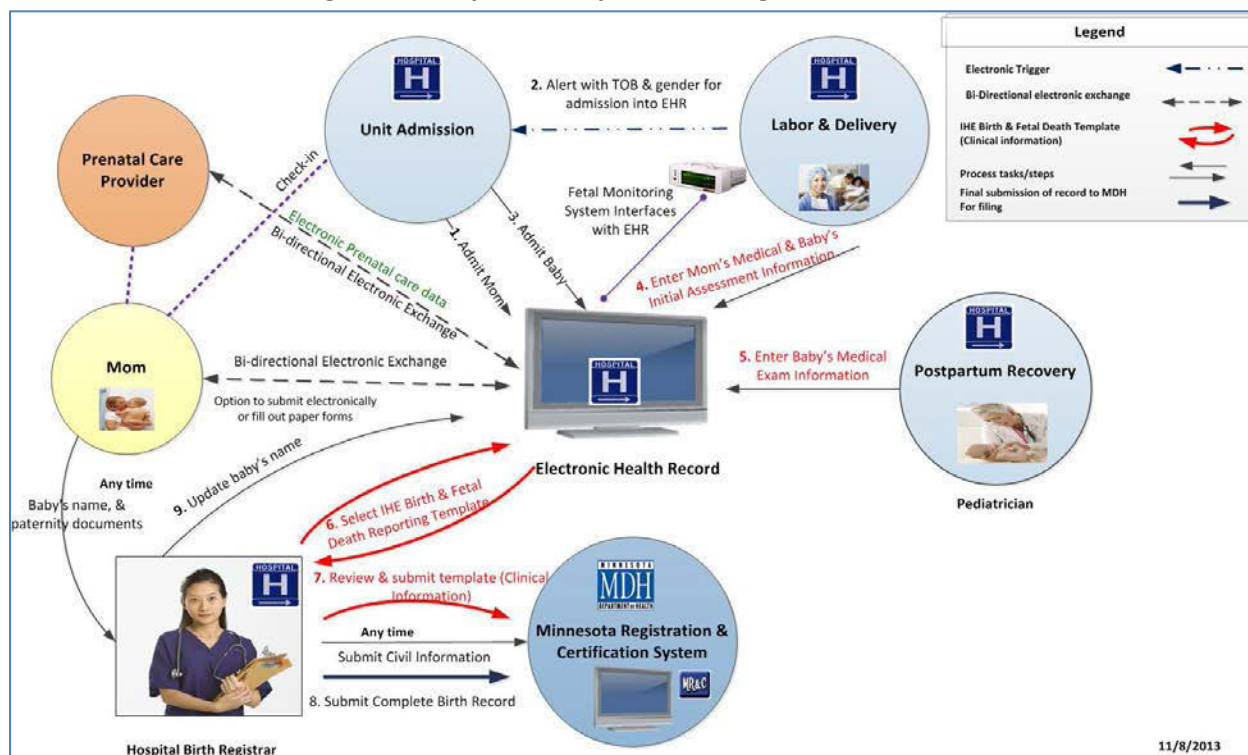 Legend
Electronic Trigger
Bi-Directional electronic exchange
IHE Birth & Fetal Death Template
(Clinical information)
Process tasks/steps
Final submission of record to MDH
For filing
HOSPITAL
H
Unit Admission
2. Alert with TOB & gender for
admission into EHR
HOSPITAL
H
Labor & Delivery
Prenatal Care
Provider
Check-in
Fetal Monitoring
System Interfaces
with EHR
Electronic Prenatal care data
Bi-directional Electronic Exchange
1. Admit Mom
3. Admit Baby
4. Enter Mom's Medical & Baby's
Initial Assessment Information
HOSPITAL
H
Postpartum Recovery
Pediatrician
5. Enter Baby's Medical
Exam Information
Mom
Bi-directional Electronic Exchange
Option to submit electronically
or fill out paper forms
HOSPITAL
H
Electronic Health Record
Any time
Baby's name, &
paternity documents
9. Update baby's name
6. Select IHE Birth & Fetal
Death Reporting Template
HOSPITAL
H
7. Review & submit template (Clinical
Information)
Any time
Submit Civil Information
8. Submit Complete Birth Record
MINNESOTA
MDH
DEPARTMENT OF HEALTH
Minnesota Registration &
Certification System
MR&C
Hospital Birth Registrar
11/8/2013